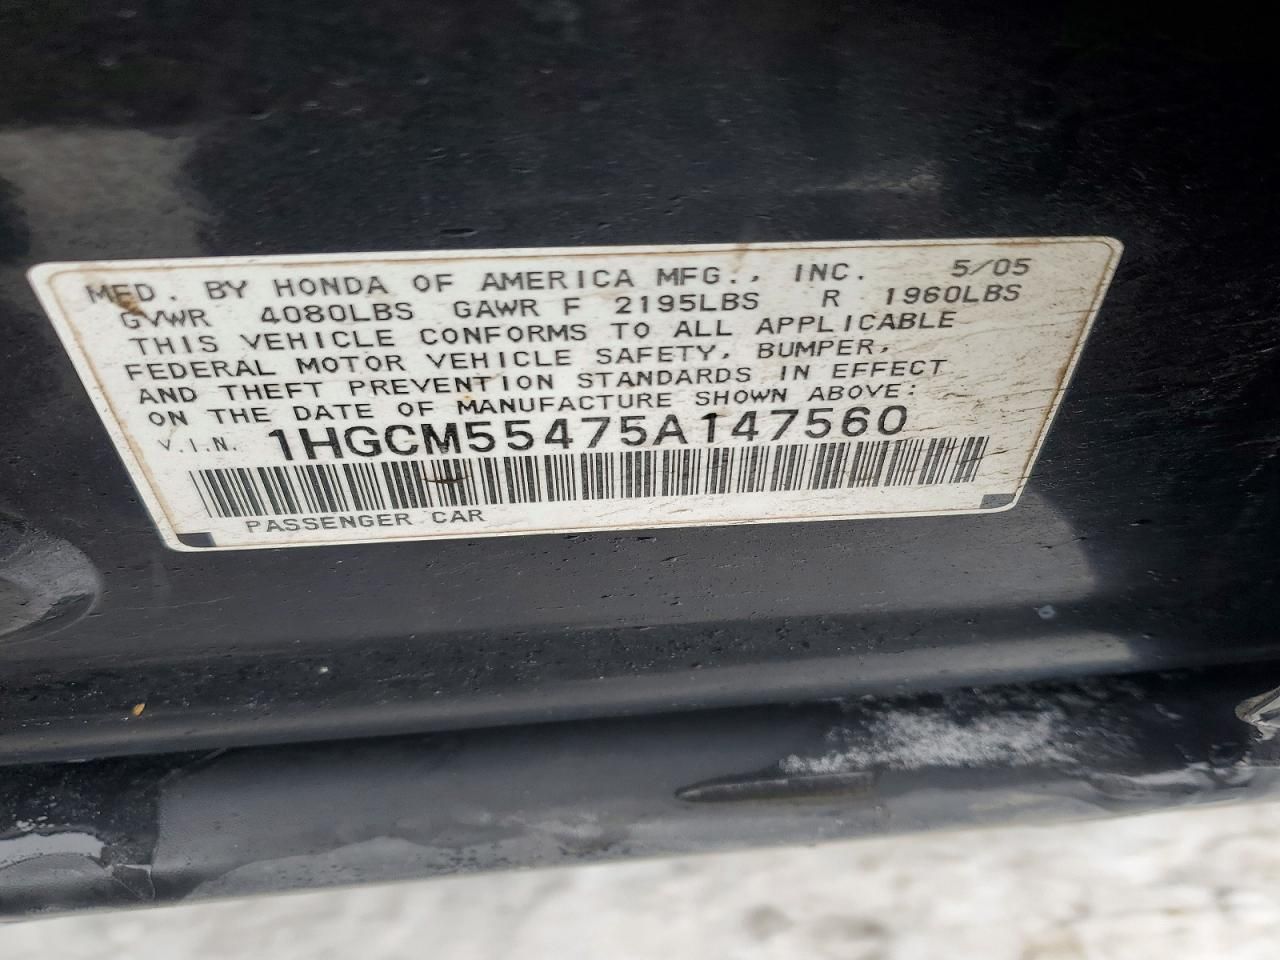 MFD. BY HONDA OF AMERICA MFG., INC. 5/05
GVWR 4080LBS GAWR F 2195LBS R 1960LBS
THIS VEHICLE CONFORMS TO ALL APPLICABLE
FEDERAL MOTOR VEHICLE SAFETY, BUMPER,
AND THEFT PREVENTION STANDARDS IN EFFECT
ON THE DATE OF MANUFACTURE SHOWN ABOVE:
V.I.N. 1HGCM55475A147560
PASSENGER CAR